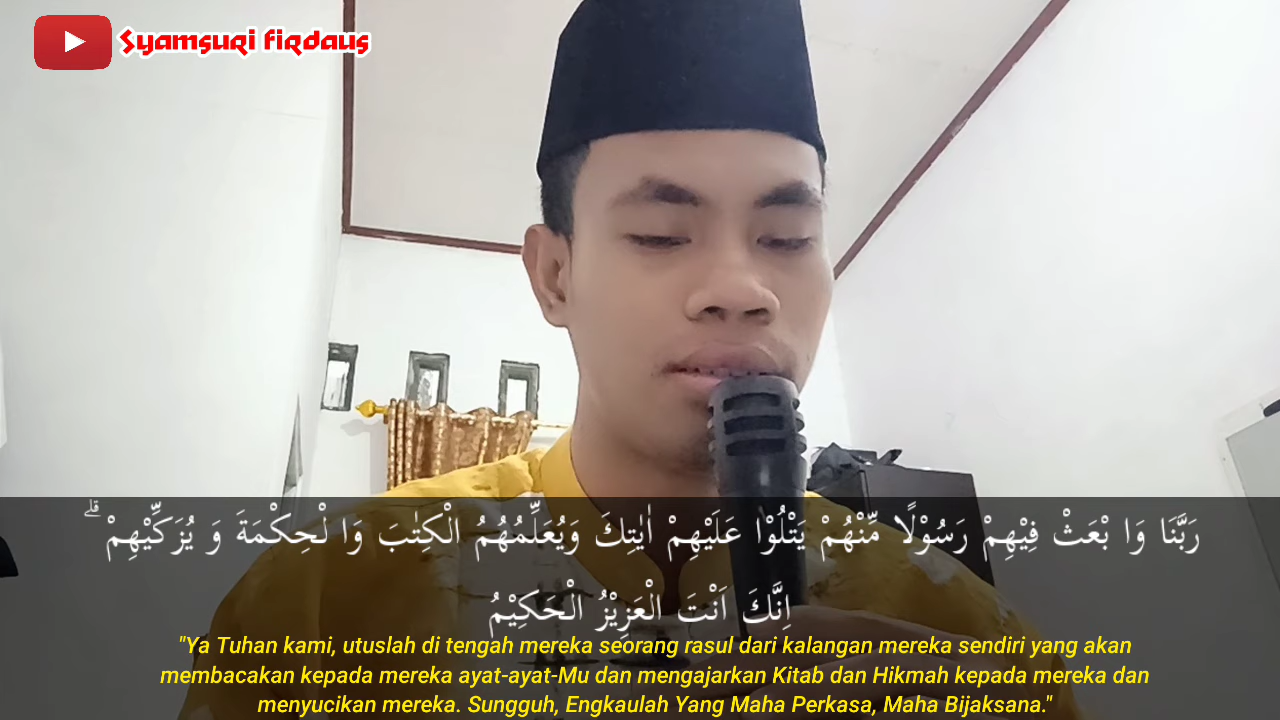 Syamsuri firdaus
رَبَّنَا وَا بْعَثْ فِيْهِمْ رَسُوْلًا مِّنْهُمْ يَتْلُوْا عَلَيْهِمْ اٰيٰتِكَ وَيُعَلِّمُهُمُ الْكِتٰبَ وَا لْحِكْمَةَ وَ يُزَكِّيْهِمْ ۗ
اِنَّكَ اَنْتَ الْعَزِيْزُ الْحَكِيْمُ
"Ya Tuhan kami, utuslah di tengah mereka seorang rasul dari kalangan mereka sendiri yang akan
membacakan kepada mereka ayat-ayat-Mu dan mengajarkan Kitab dan Hikmah kepada mereka dan
menyucikan mereka. Sungguh, Engkaulah Yang Maha Perkasa, Maha Bijaksana."